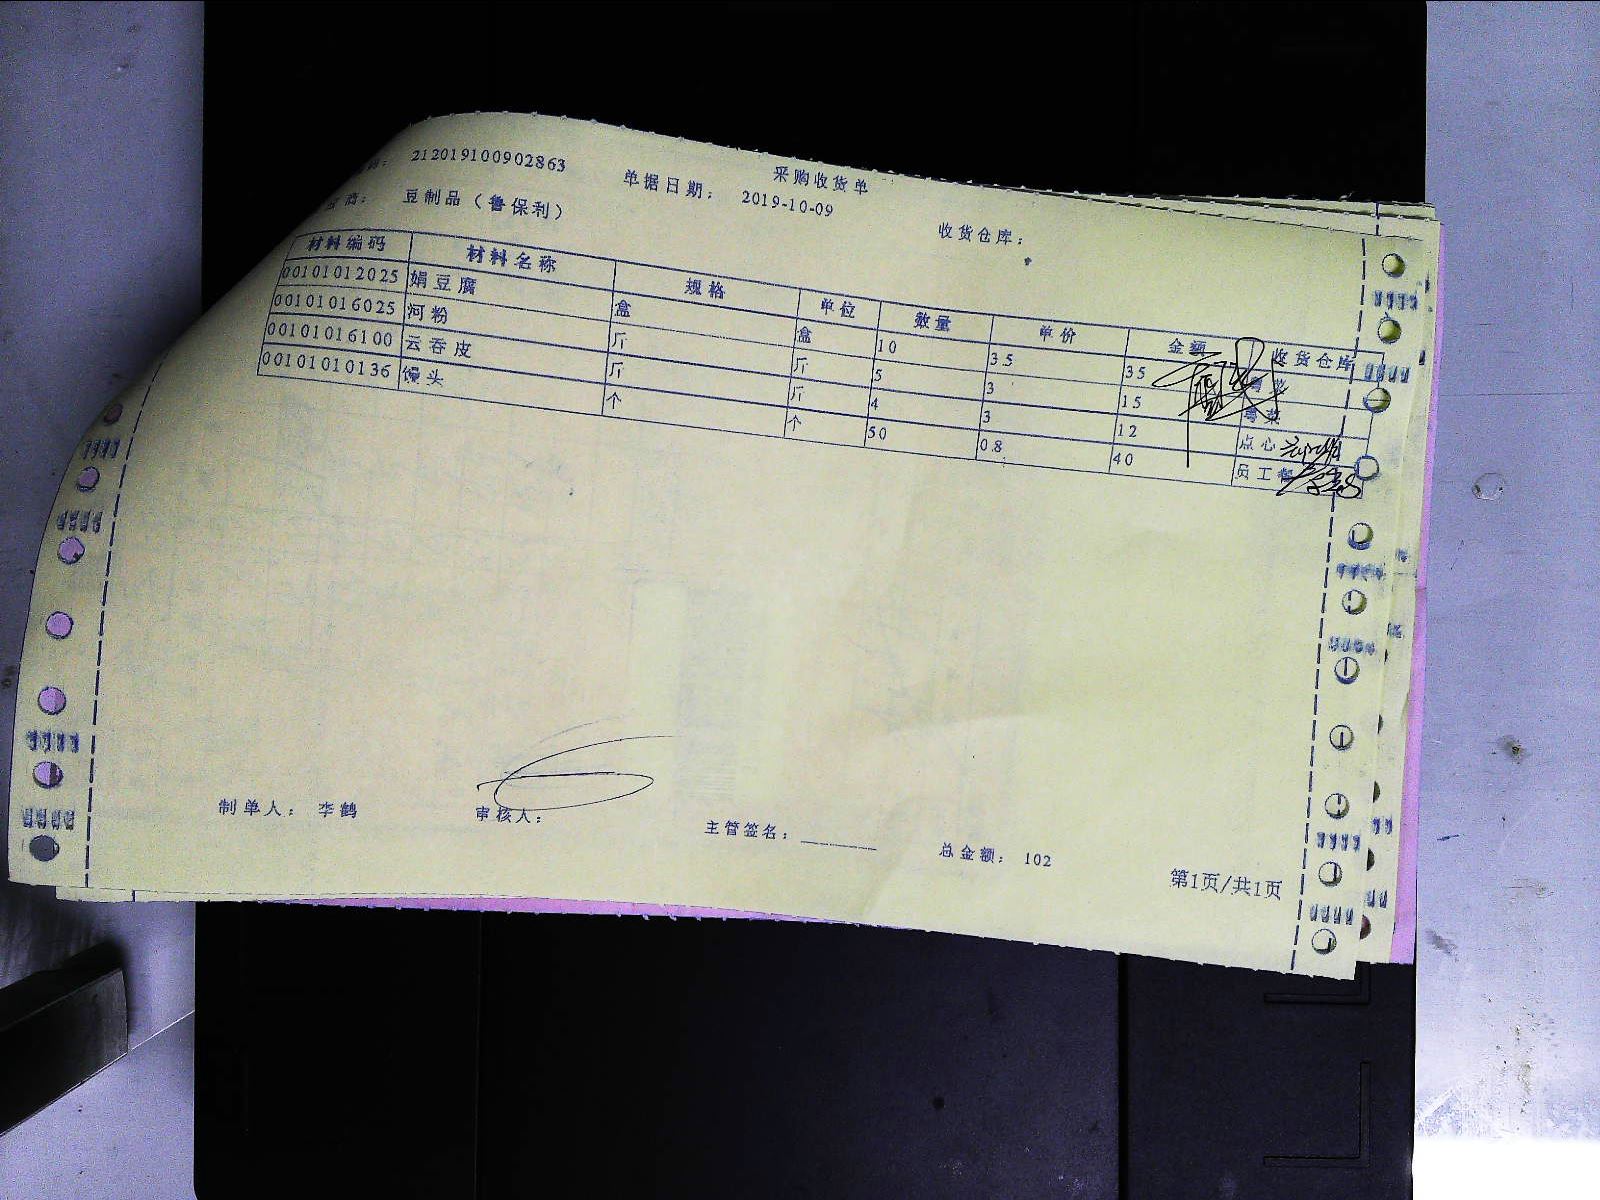 采购收货单
212019100902863 单据日期: 2019-10-09 收货仓库:
商: 豆制品(鲁保利)
材料编码 材料名称 规格 单位 数量 单价 金额 收货仓库
00101012025 娟豆腐 盒 盒 10 3.5 35 粤菜
00101016025 河粉 斤 斤 5 3 15 粤菜
00101016100 云吞皮 斤 斤 4 3 12 点心
00101010136 馒头 个 个 50 0.8 40 员工
制单人: 李鹤 审核人: 主管签名: 总金额: 102
第1页/共1页